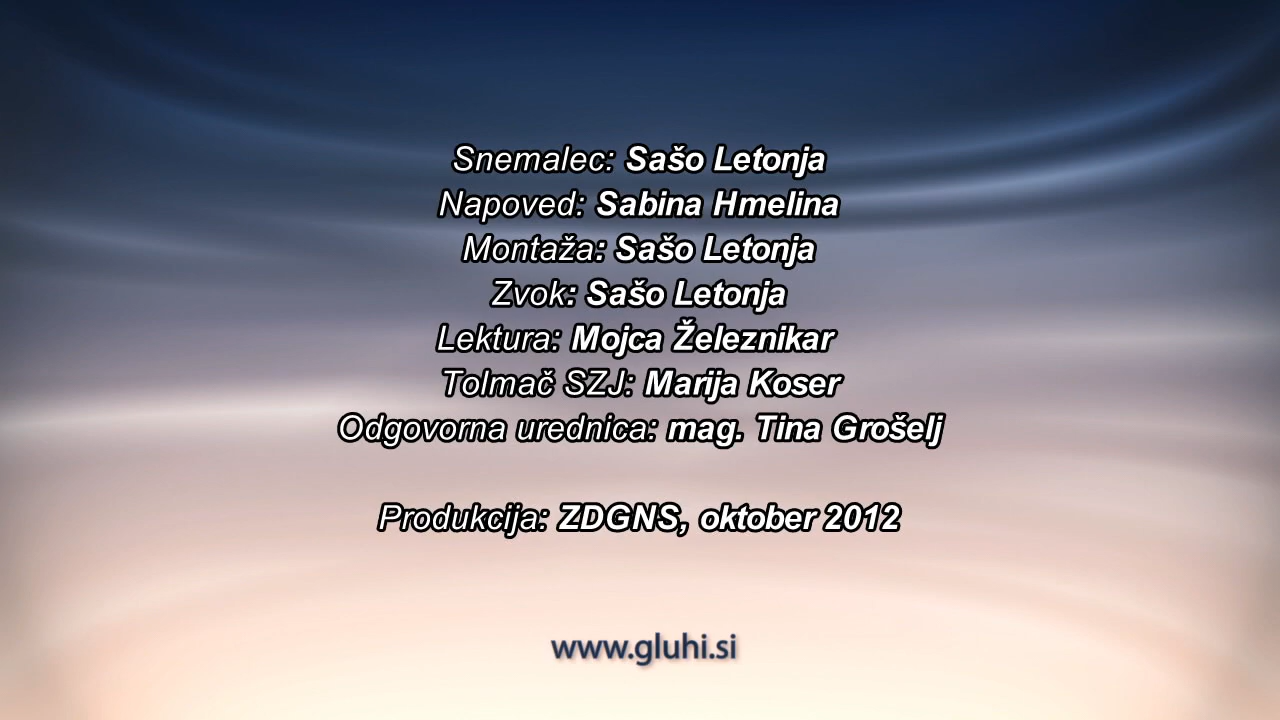 Snemalec: Sašo Letonja
Napoved: Sabina Hmelina
Montaža: Sašo Letonja
Zvok: Sašo Letonja
Lektura: Mojca Železnikar
Tolmač SZJ: Marija Koser
Odgovorna urednica: mag. Tina Grošelj
Produkcija: ZDGNS, oktober 2012
www.gluhi.si